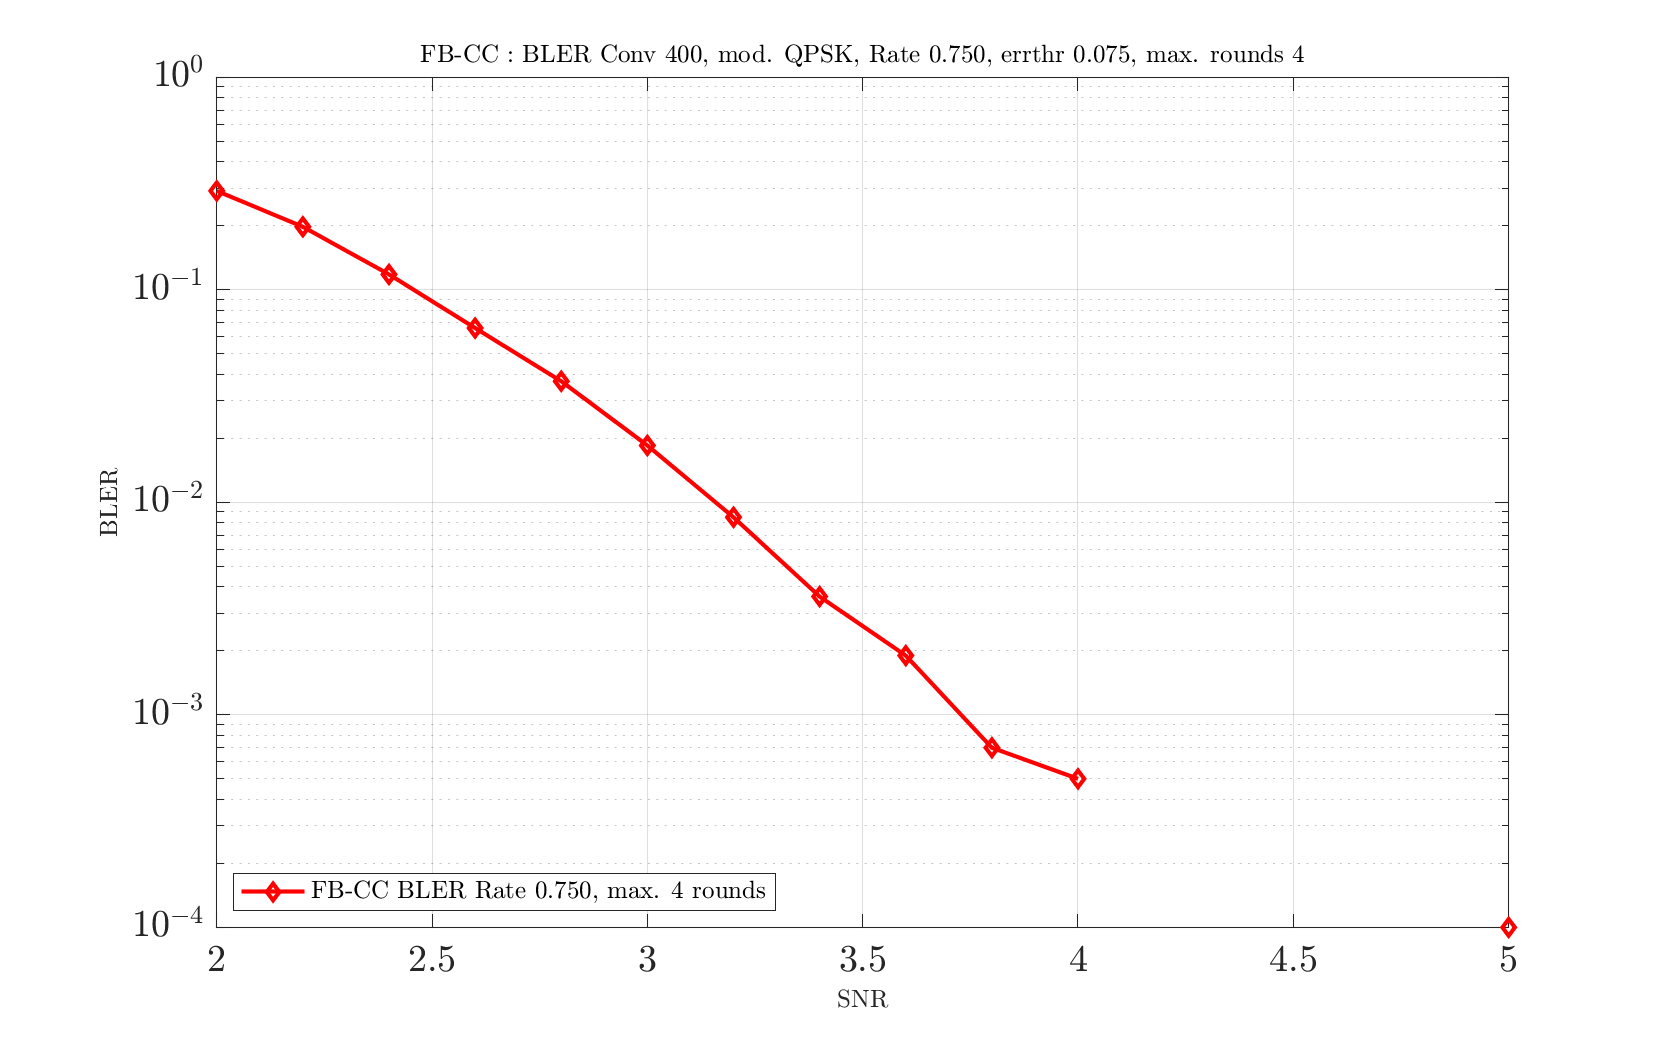 FB-CC : BLER Conv 400, mod. QPSK, Rate 0.750, errthr 0.075, max. rounds 4
10^0
10^-1
10^-2
10^-3
10^-4
BLER
FB-CC BLER Rate 0.750, max. 4 rounds
2 2.5 3 3.5 4 4.5 5
SNR